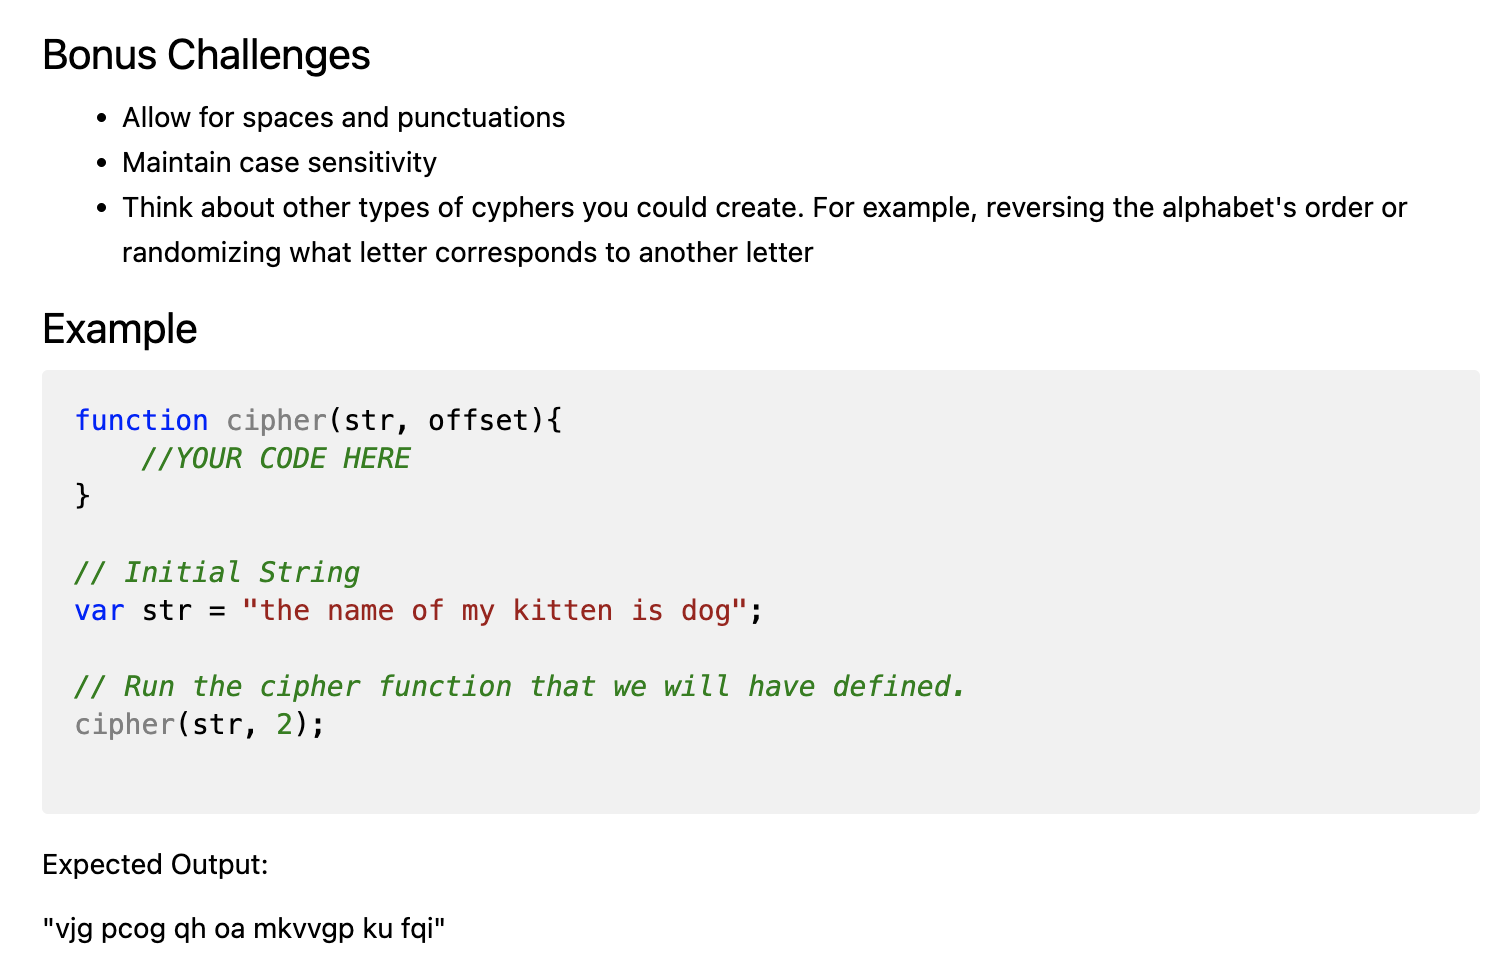 Bonus Challenges
• Allow for spaces and punctuations
• Maintain case sensitivity
• Think about other types of cyphers you could create. For example, reversing the alphabet's order or
randomizing what letter corresponds to another letter
Example
function cipher(str, offset){
    //YOUR CODE HERE
}
// Initial String
var str = "the name of my kitten is dog";
// Run the cipher function that we will have defined.
cipher(str, 2);
Expected Output:
"vjg pcog qh oa mkvvgp ku fqi"